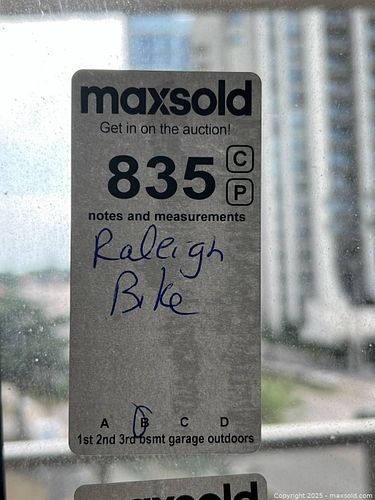 maxsold
Get in on the auction!
835 C
P
notes and measurements
Raleigh
Bike
A B C D
1st 2nd 3rd bsmt garage outdoors
maxsold
Copyright © 2025 - maxsold.com